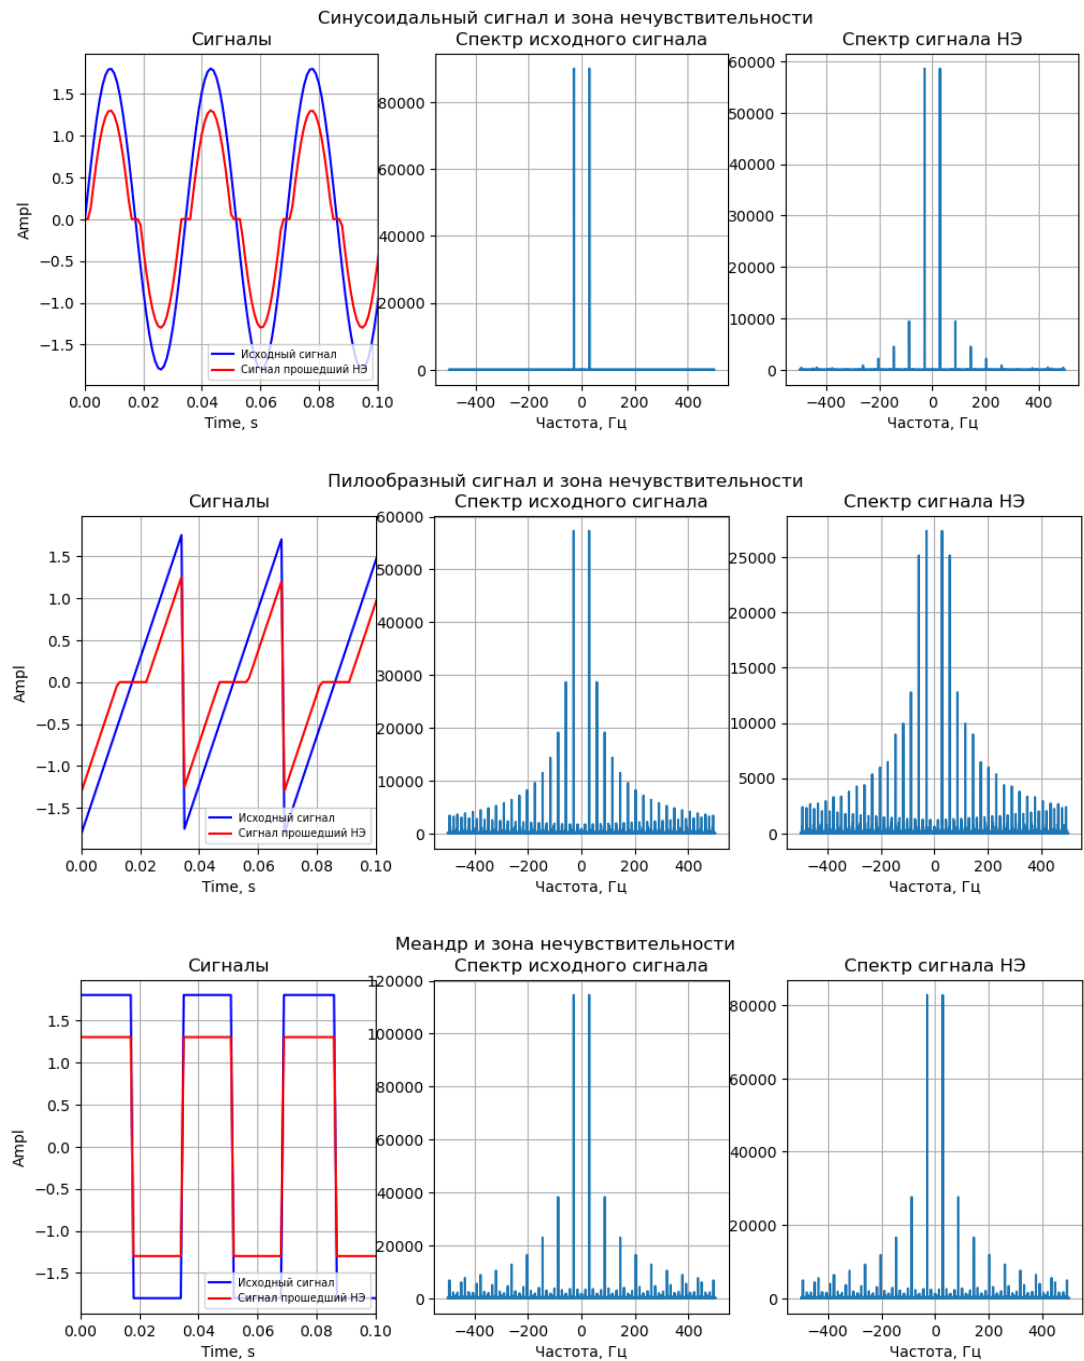 Синусоидальный сигнал и зона нечувствительности
Сигналы
Спектр исходного сигнала
Спектр сигнала НЭ
1.5
1.0
0.5
0.0
−0.5
−1.0
−1.5
Ampl
0.00 0.02 0.04 0.06 0.08 0.10
Time, s
Исходный сигнал
Сигнал прошедший НЭ
80000
60000
40000
20000
0
−400 −200 0 200 400
Частота, Гц
60000
50000
40000
30000
20000
10000
0
−400 −200 0 200 400
Частота, Гц
Пилообразный сигнал и зона нечувствительности
Сигналы
Спектр исходного сигнала
Спектр сигнала НЭ
1.5
1.0
0.5
0.0
−0.5
−1.0
−1.5
Ampl
0.00 0.02 0.04 0.06 0.08 0.10
Time, s
Исходный сигнал
Сигнал прошедший НЭ
60000
50000
40000
30000
20000
10000
0
−400 −200 0 200 400
Частота, Гц
25000
20000
15000
10000
5000
0
−400 −200 0 200 400
Частота, Гц
Меандр и зона нечувствительности
Сигналы
Спектр исходного сигнала
Спектр сигнала НЭ
1.5
1.0
0.5
0.0
−0.5
−1.0
−1.5
Ampl
0.00 0.02 0.04 0.06 0.08 0.10
Time, s
Исходный сигнал
Сигнал прошедший НЭ
120000
100000
80000
60000
40000
20000
0
−400 −200 0 200 400
Частота, Гц
80000
60000
40000
20000
0
−400 −200 0 200 400
Частота, Гц